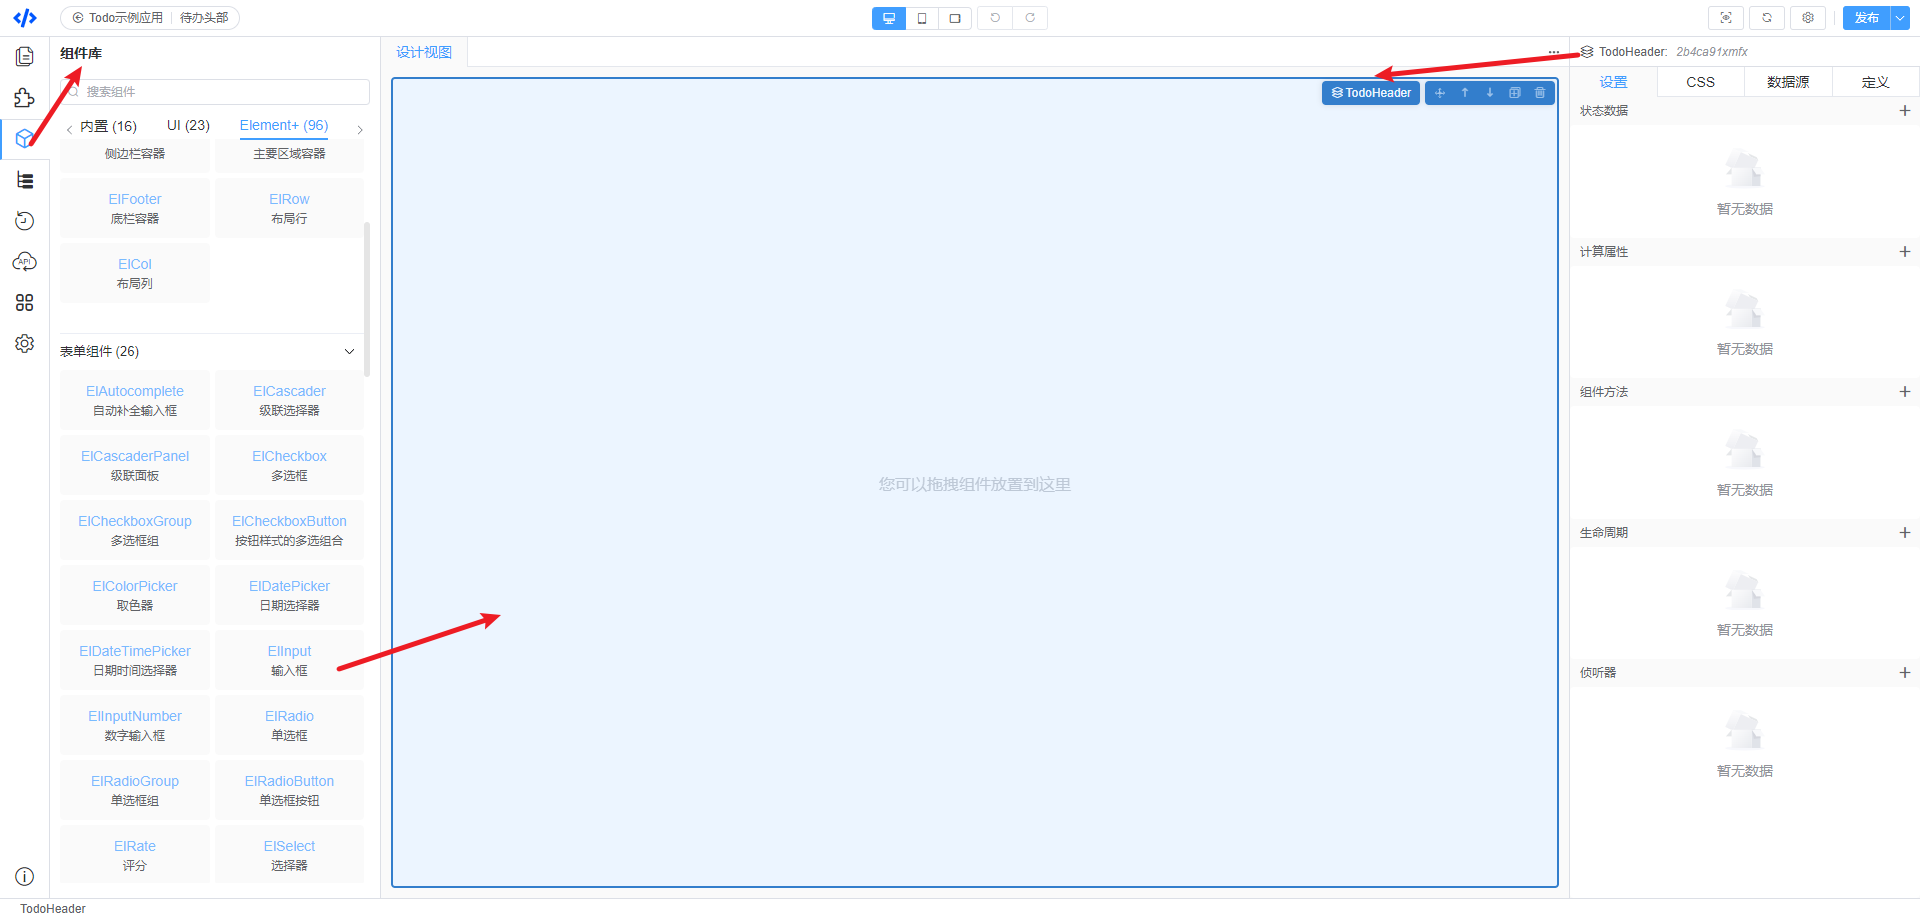 Todo示例应用 待办头部
发布
组件库
搜索组件
内置 (16) UI (23) Element+ (96)
侧边栏容器 主要区域容器
ElFooter ElRow
底栏容器 布局行
ElCol
布局列
表单组件 (26)
ElAutocomplete ElCascader
自动补全输入框 级联选择器
ElCascaderPanel ElCheckbox
级联面板 多选框
ElCheckboxGroup ElCheckboxButton
多选框组 按钮样式的多选组合
ElColorPicker ElDatePicker
取色器 日期选择器
ElDateTimePicker ElInput
日期时间选择器 输入框
ElInputNumber ElRadio
数字输入框 单选框
ElRadioGroup ElRadioButton
单选框组 单选框按钮
ElRate ElSelect
评分 选择器
API
设计视图
TodoHeader
您可以拖拽组件放置到这里
TodoHeader: 2b4ca91xmfx
设置 CSS 数据源 定义
状态数据
暂无数据
计算属性
暂无数据
组件方法
暂无数据
生命周期
暂无数据
侦听器
暂无数据
TodoHeader